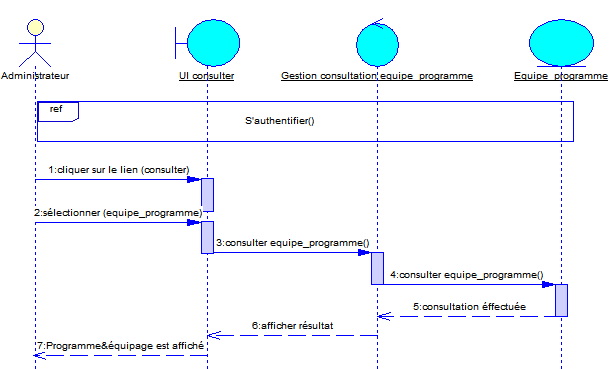 Administrateur
UI consulter
Gestion consultation equipe_programme
Equipe_programme
ref
S'authentifier()
1:cliquer sur le lien (consulter)
2:sélectionner (equipe_programme)
3:consulter equipe_programme()
4:consulter equipe_programme()
5:consultation éffectuée
6:afficher résultat
7:Programme&équipage est affiché